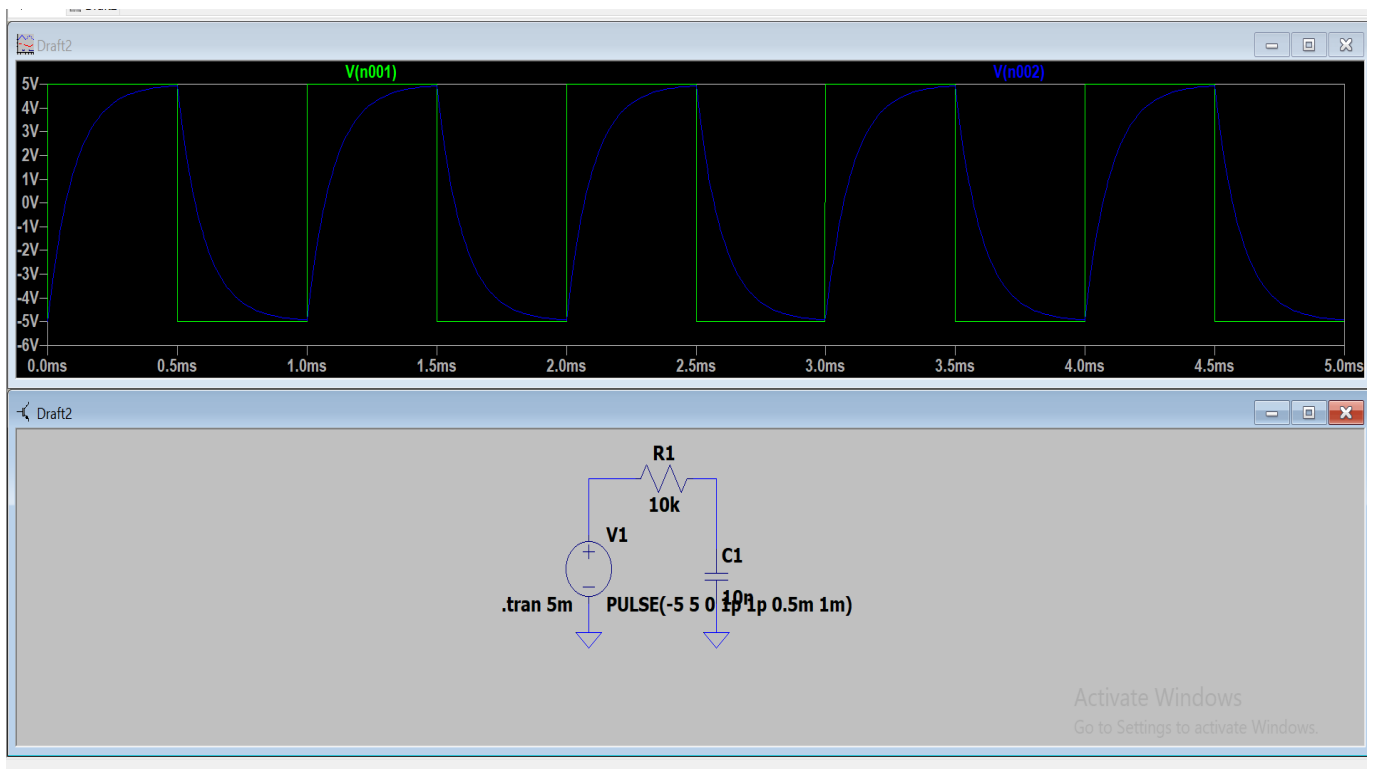 Draft2
V(n001) V(n002)
5V
4V
3V
2V
1V
0V
-1V
-2V
-3V
-4V
-5V
-6V
0.0ms 0.5ms 1.0ms 1.5ms 2.0ms 2.5ms 3.0ms 3.5ms 4.0ms 4.5ms 5.0ms
Draft2
R1
10k
V1
C1
10n
.tran 5m PULSE(-5 5 0 1p 1p 0.5m 1m)
Activate Windows
Go to Settings to activate Windows.